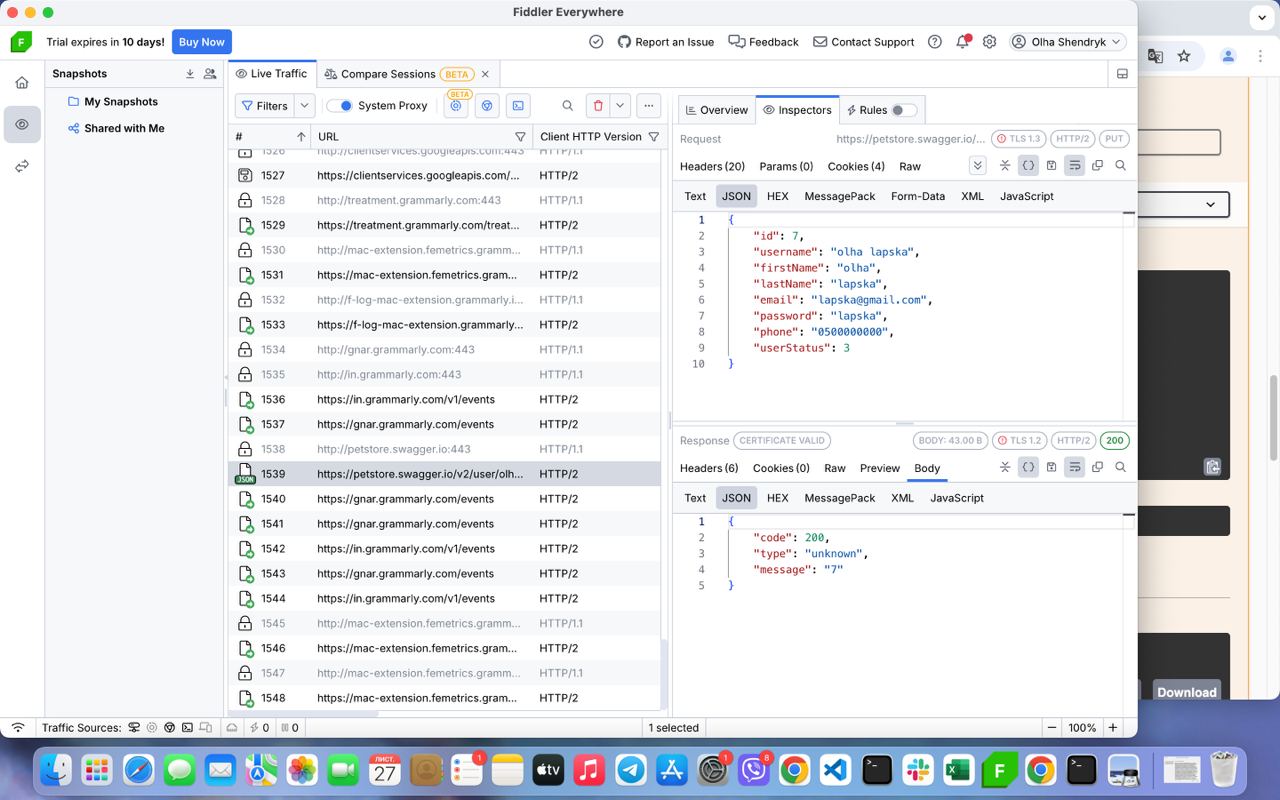 Fiddler Everywhere
Trial expires in 10 days! Buy Now Report an Issue Feedback Contact Support Olha Shendryk
Snapshots
My Snapshots
Shared with Me
Live Traffic Compare Sessions BETA
Filters System Proxy BETA
# URL Client HTTP Version
1526 http://clientservices.googleapis.com:443 HTTP/1.1
1527 https://clientservices.googleapis.com/... HTTP/2
1528 http://treatment.grammarly.com:443 HTTP/1.1
1529 https://treatment.grammarly.com/treat... HTTP/2
1530 http://mac-extension.femetrics.gramm... HTTP/1.1
1531 https://mac-extension.femetrics.gram... HTTP/2
1532 http://f-log-mac-extension.grammarly.i... HTTP/1.1
1533 https://f-log-mac-extension.grammarly... HTTP/2
1534 http://gnar.grammarly.com:443 HTTP/1.1
1535 http://in.grammarly.com:443 HTTP/1.1
1536 https://in.grammarly.com/v1/events HTTP/2
1537 https://gnar.grammarly.com/events HTTP/2
1538 http://petstore.swagger.io:443 HTTP/1.1
JSON 1539 https://petstore.swagger.io/v2/user/olh... HTTP/2
1540 https://gnar.grammarly.com/events HTTP/2
1541 https://gnar.grammarly.com/events HTTP/2
1542 https://in.grammarly.com/v1/events HTTP/2
1543 https://gnar.grammarly.com/events HTTP/2
1544 https://in.grammarly.com/v1/events HTTP/2
1545 http://mac-extension.femetrics.gramm... HTTP/1.1
1546 https://mac-extension.femetrics.gram... HTTP/2
1547 http://mac-extension.femetrics.gramm... HTTP/1.1
1548 https://mac-extension.femetrics.gram... HTTP/2
Overview Inspectors Rules
Request https://petstore.swagger.io/... TLS 1.3 HTTP/2 PUT
Headers (20) Params (0) Cookies (4) Raw
Text JSON HEX MessagePack Form-Data XML JavaScript
1 {
2 "id": 7,
3 "username": "olha lapska",
4 "firstName": "olha",
5 "lastName": "lapska",
6 "email": "lapska@gmail.com",
7 "password": "lapska",
8 "phone": "0500000000",
9 "userStatus": 3
10 }
Response CERTIFICATE VALID BODY: 43.00 B TLS 1.2 HTTP/2 200
Headers (6) Cookies (0) Raw Preview Body
Text JSON HEX MessagePack XML JavaScript
1 {
2 "code": 200,
3 "type": "unknown",
4 "message": "7"
5 }
Download
Traffic Sources: 0 0 1 selected 100%
ЛИСТ.
27
1
tv
1
8
F